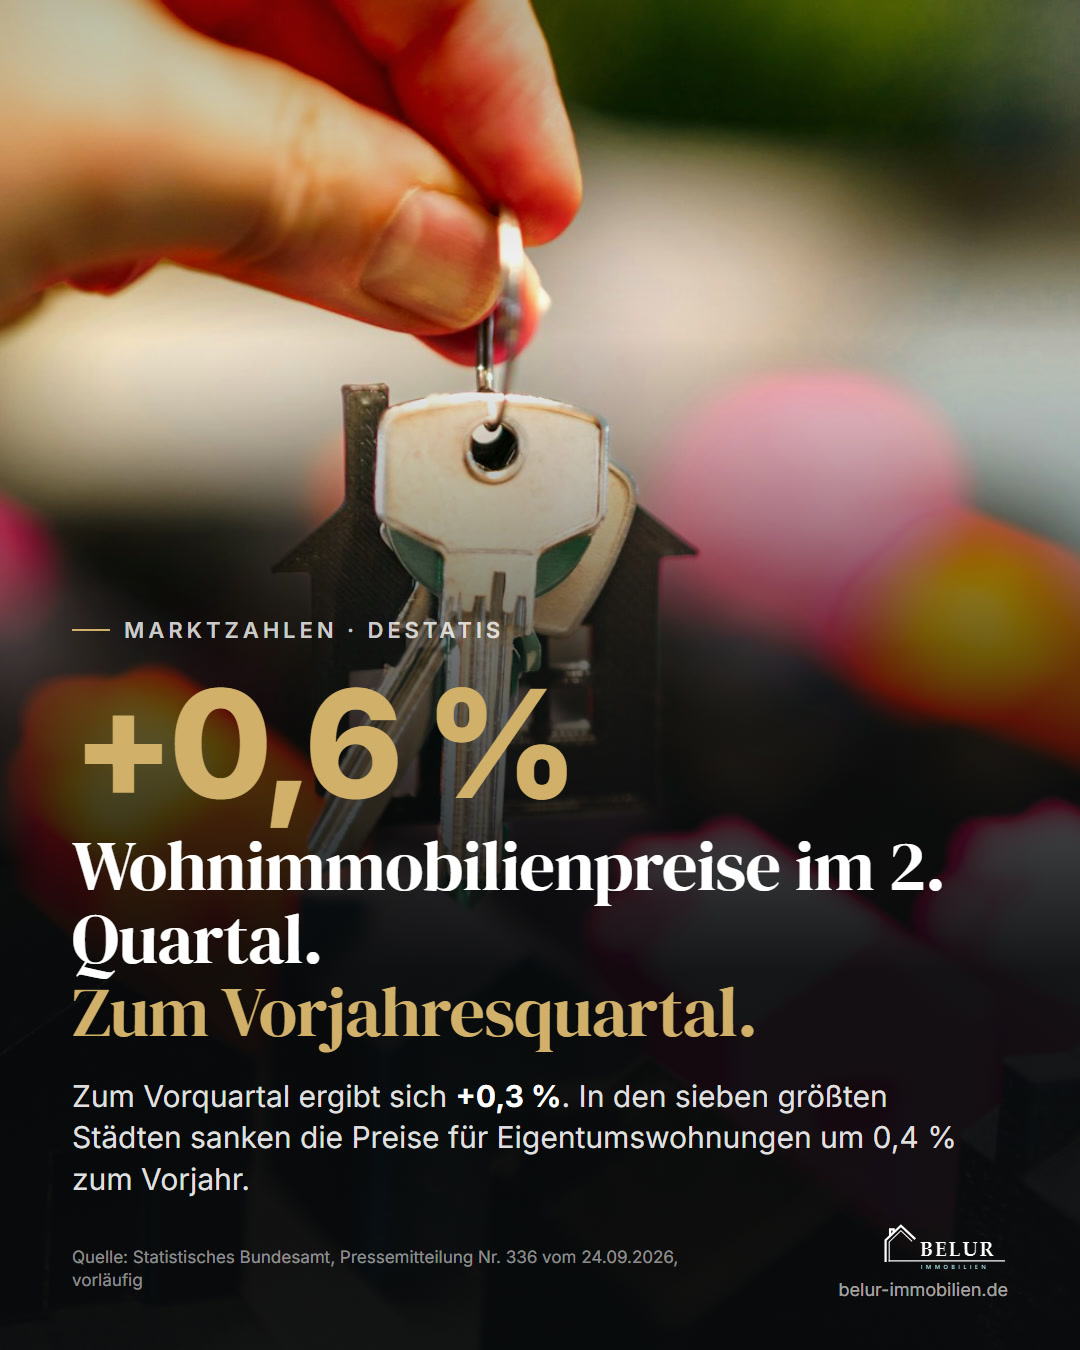 MARKTZAHLEN · DESTATIS
+0,6 %
Wohnimmobilienpreise im 2.
Quartal.
Zum Vorjahresquartal.
Zum Vorquartal ergibt sich +0,3 %. In den sieben größten
Städten sanken die Preise für Eigentumswohnungen um 0,4 %
zum Vorjahr.
Quelle: Statistisches Bundesamt, Pressemitteilung Nr. 336 vom 24.09.2026,
vorläufig
BELUR
IMMOBILIEN
belur-immobilien.de